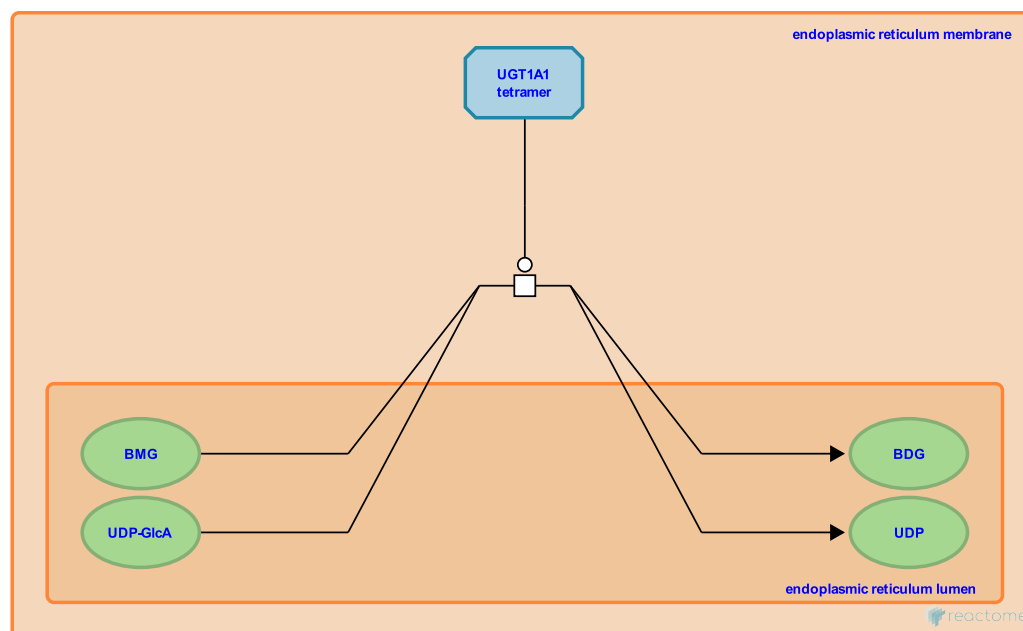 endoplasmic reticulum membrane
UGT1A1
tetramer
BMG
BDG
UDP-GlcA
UDP
endoplasmic reticulum lumen
reactome